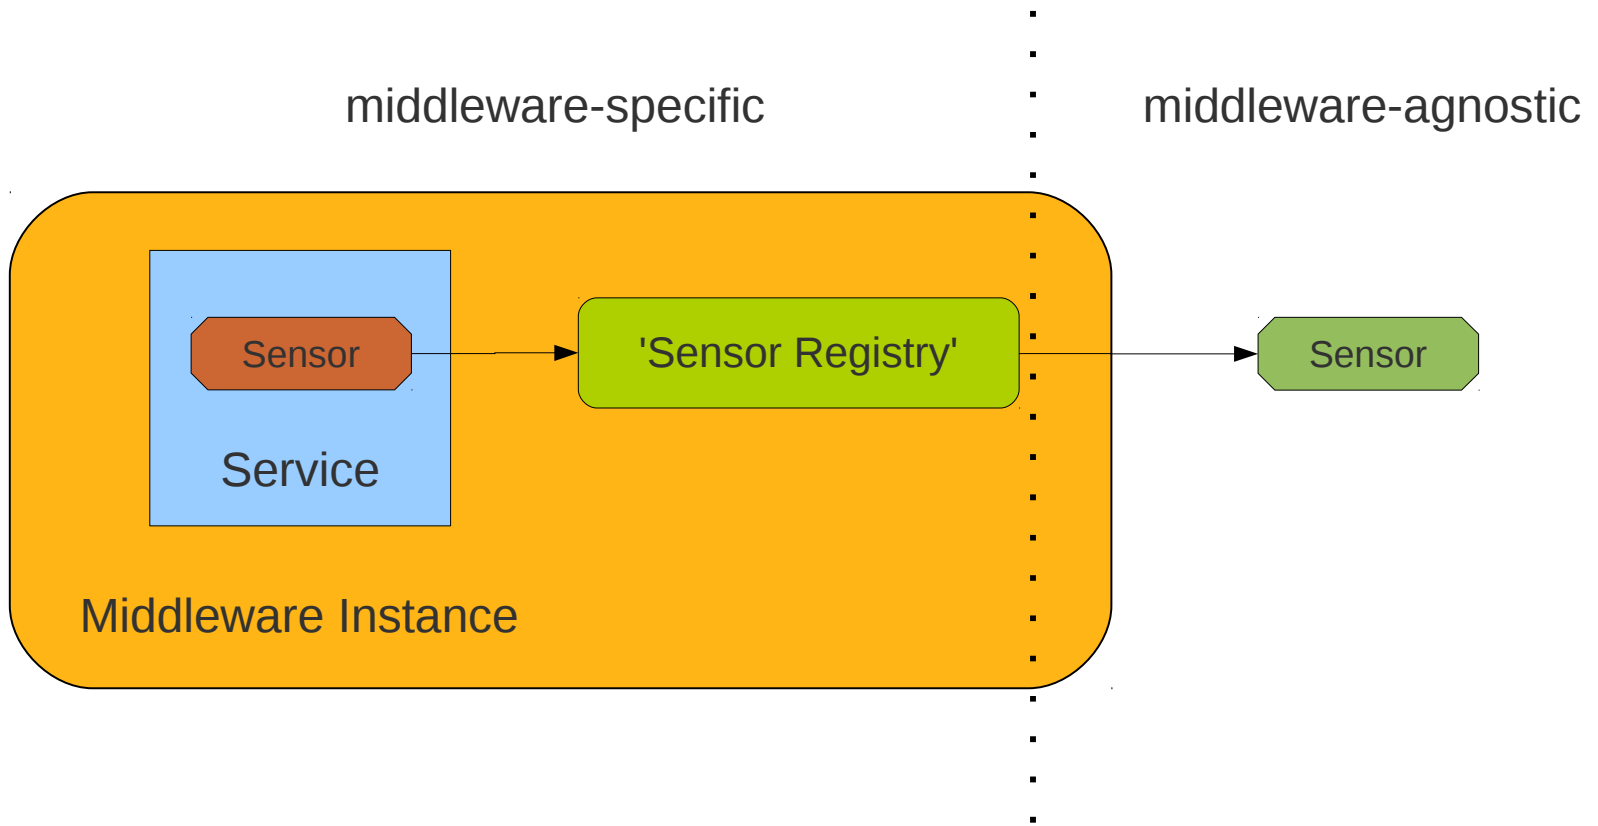 middleware-specific
middleware-agnostic
Sensor
'Sensor Registry'
Sensor
Service
Middleware Instance